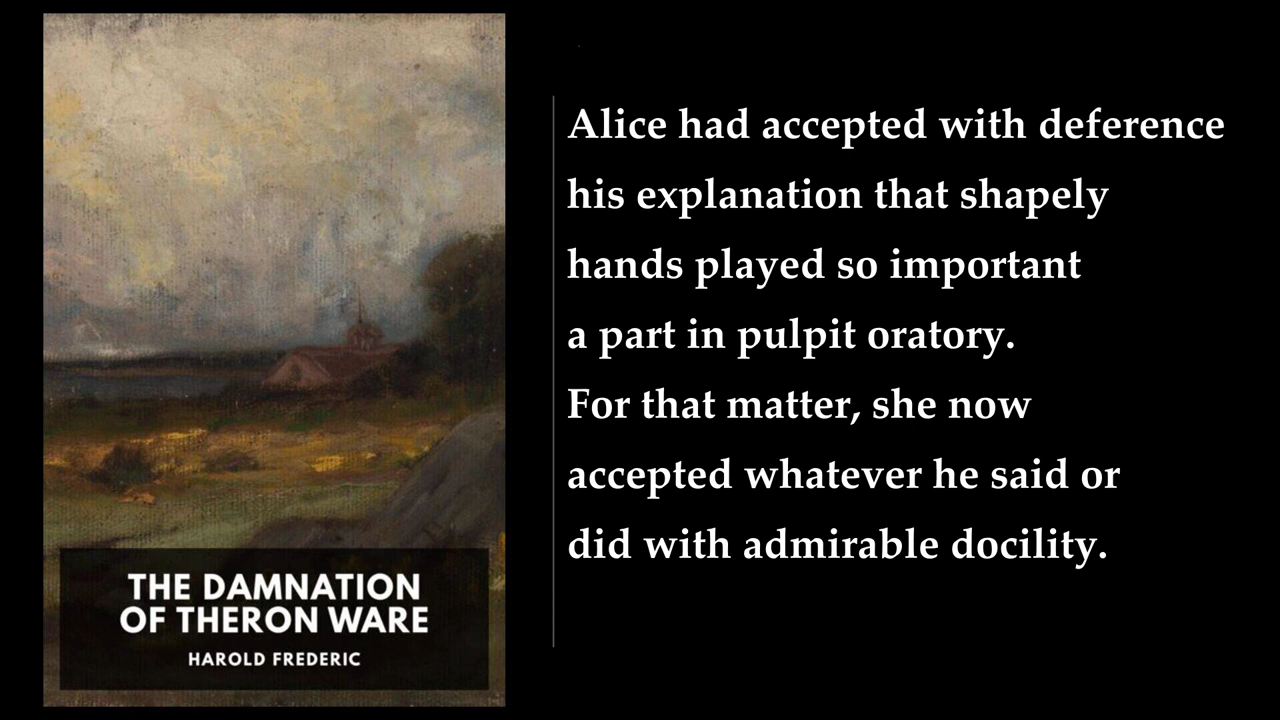 THE DAMNATION
OF THERON WARE
HAROLD FREDERIC
Alice had accepted with deference
his explanation that shapely
hands played so important
a part in pulpit oratory.
For that matter, she now
accepted whatever he said or
did with admirable docility.